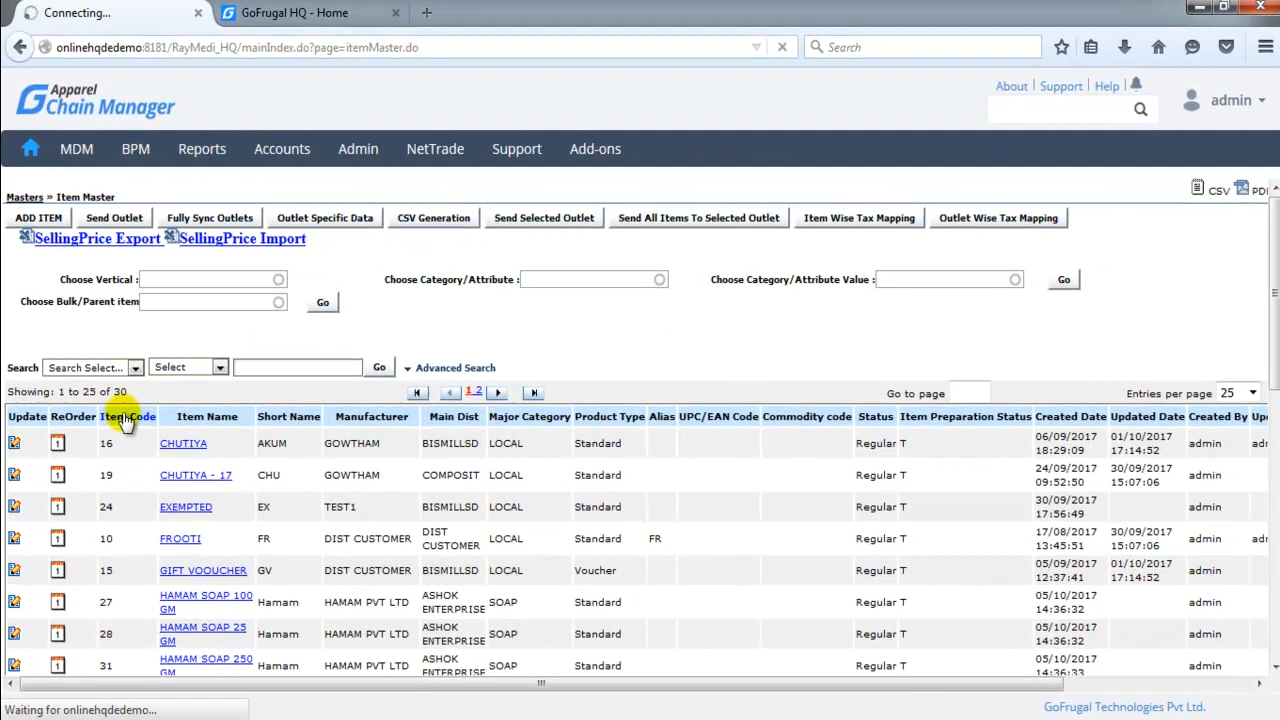 Connecting...
GoFrugal HQ - Home
onlinehqdedemo:8181/RayMedi_HQ/mainIndex.do?page=itemMaster.do
Search
Apparel
Chain Manager
About | Support | Help
admin
MDM BPM Reports Accounts Admin NetTrade Support Add-ons
Masters » Item Master
CSV PDF
ADD ITEM Send Outlet Fully Sync Outlets Outlet Specific Data CSV Generation Send Selected Outlet Send All Items To Selected Outlet Item Wise Tax Mapping Outlet Wise Tax Mapping
SellingPrice Export SellingPrice Import
Choose Vertical : Choose Category/Attribute : Choose Category/Attribute Value : Go
Choose Bulk/Parent item Go
Search Search Select... Select Go Advanced Search
Showing: 1 to 25 of 30 1 2 Go to page Entries per page 25
Update ReOrder Item Code Item Name Short Name Manufacturer Main Dist Major Category Product Type Alias UPC/EAN Code Commodity code Status Item Preparation Status Created Date Updated Date Created By Up
16 CHUTIYA AKUM GOWTHAM BISMILLSD LOCAL Standard Regular T 06/09/2017 18:29:09 01/10/2017 17:14:52 admin
19 CHUTIYA - 17 CHU GOWTHAM COMPOSIT LOCAL Standard Regular T 24/09/2017 09:52:50 30/09/2017 15:07:06 admin
24 EXEMPTED EX TEST1 BISMILLSD LOCAL Standard Regular T 30/09/2017 17:56:49 admin
10 FROOTI FR DIST CUSTOMER DIST CUSTOMER LOCAL Standard FR Regular T 17/08/2017 13:45:51 30/09/2017 15:07:06 admin
15 GIFT VOOUCHER GV DIST CUSTOMER BISMILLSD LOCAL Voucher Regular T 05/09/2017 12:37:41 01/10/2017 17:14:52 admin
27 HAMAM SOAP 100 GM Hamam HAMAM PVT LTD ASHOK ENTERPRISE SOAP Standard Regular T 05/10/2017 14:36:32 admin
28 HAMAM SOAP 25 GM Hamam HAMAM PVT LTD ASHOK ENTERPRISE SOAP Standard Regular T 05/10/2017 14:36:32 admin
31 HAMAM SOAP 250 GM Hamam HAMAM PVT LTD ASHOK ENTERPRISE SOAP Standard Regular T 05/10/2017 14:36:33 admin
Waiting for onlinehqdedemo...
GoFrugal Technologies Pvt Ltd.